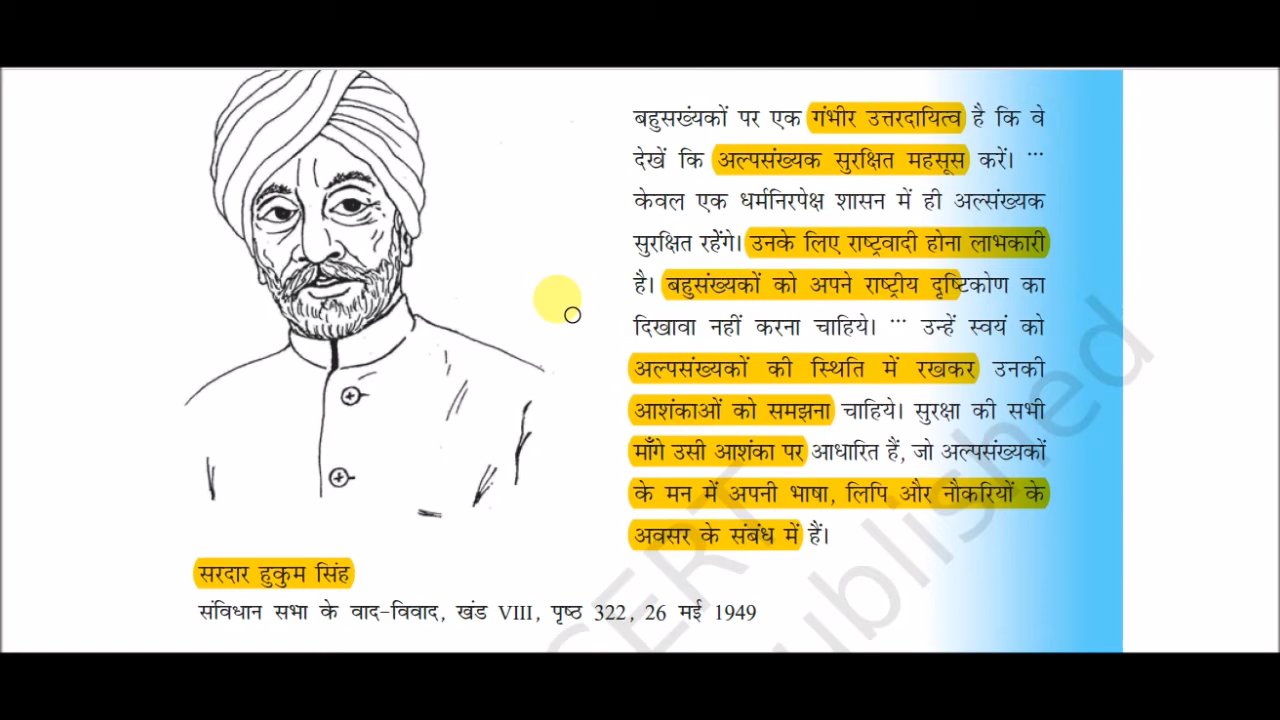 बहुसख्यंकों पर एक गंभीर उत्तरदायित्व है कि वे
देखें कि अल्पसंख्यक सुरक्षित महसूस करें। ...
केवल एक धर्मनिरपेक्ष शासन में ही अल्संख्यक
सुरक्षित रहेंगे। उनके लिए राष्ट्रवादी होना लाभकारी
है। बहुसंख्यकों को अपने राष्ट्रीय दृष्टिकोण का
दिखावा नहीं करना चाहिये। ... उन्हें स्वयं को
अल्पसंख्यकों की स्थिति में रखकर उनकी
आशंकाओं को समझना चाहिये। सुरक्षा की सभी
माँगे उसी आशंका पर आधारित हैं, जो अल्पसंख्यकों
के मन में अपनी भाषा, लिपि और नौकरियों के
अवसर के संबंध में हैं।
सरदार हुकुम सिंह
संविधान सभा के वाद-विवाद, खंड VIII, पृष्ठ 322, 26 मई 1949